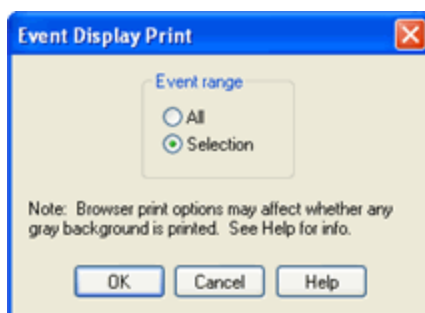 Event Display Print
Event range
All
Selection
Note: Browser print options may affect whether any
gray background is printed. See Help for info.
OK Cancel Help